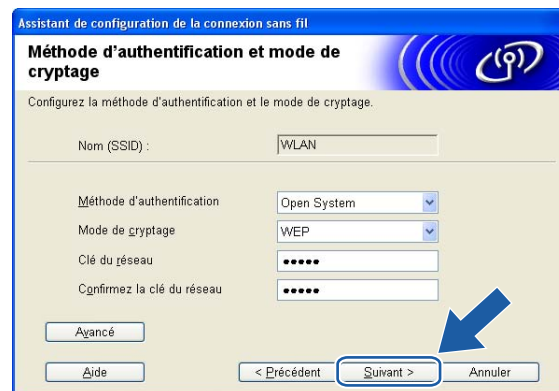 Assistant de configuration de la connexion sans fil
Méthode d'authentification et mode de
cryptage
Configurez la méthode d'authentification et le mode de cryptage.
Nom (SSID) : WLAN
Méthode d'authentification Open System
Mode de cryptage WEP
Clé du réseau •••••
Confirmez la clé du réseau •••••
Avancé
Aide < Précédent Suivant > Annuler